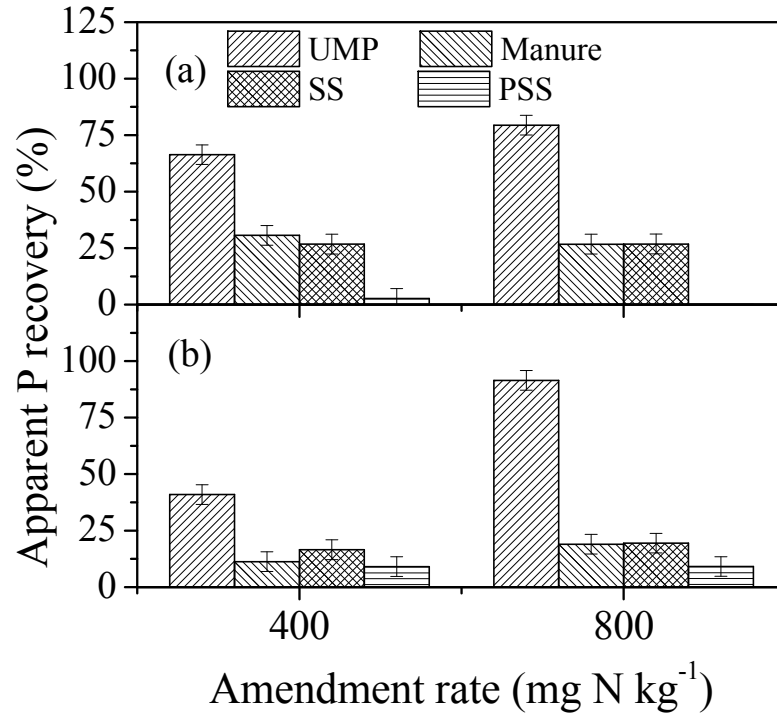 125
100
75
50
25
0
(a)
UMP Manure
SS PSS
Apparent P recovery (%)
100
75
50
25
0
(b)
400 800
Amendment rate (mg N kg⁻¹)